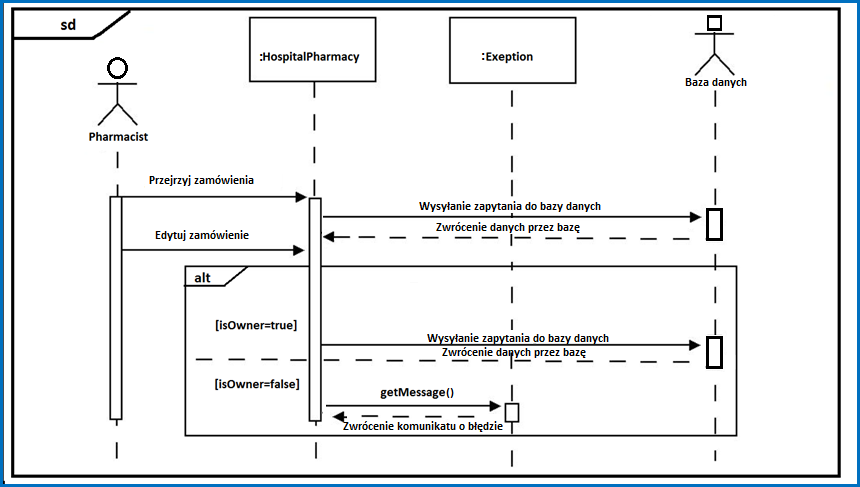 sd
:HospitalPharmacy
:Exeption
Baza danych
Pharmacist
Przejrzyj zamówienia
Wysyłanie zapytania do bazy danych
Zwrócenie danych przez bazę
Edytuj zamówienie
alt
[isOwner=true]
Wysyłanie zapytania do bazy danych
Zwrócenie danych przez bazę
[isOwner=false]
getMessage()
Zwrócenie komunikatu o błędzie